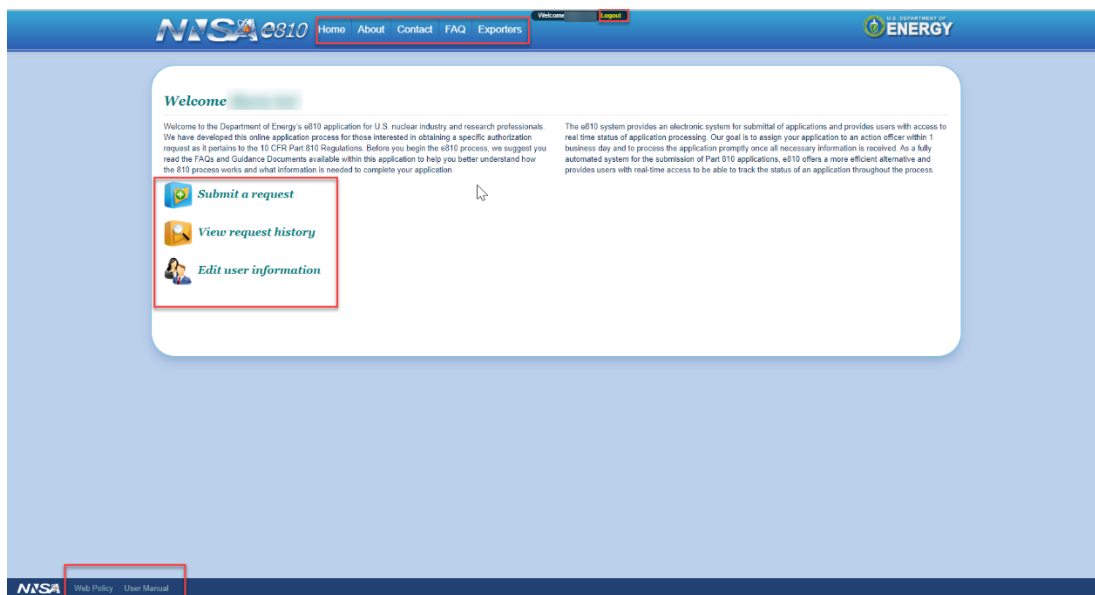 Welcome Logout
NNSA e810 Home About Contact FAQ Exporters
U.S. DEPARTMENT OF
ENERGY
Welcome
Welcome to the Department of Energy's e810 application for U.S. nuclear industry and research professionals.
We have developed this online application process for those interested in obtaining a specific authorization
request as it pertains to the 10 CFR Part 810 Regulations. Before you begin the e810 process, we suggest you
read the FAQs and Guidance Documents available within this application to help you better understand how
the 810 process works and what information is needed to complete your application.
The e810 system provides an electronic system for submittal of applications and provides users with access to
real time status of application processing. Our goal is to assign your application to an action officer within 1
business day and to process the application promptly once all necessary information is received. As a fully
automated system for the submission of Part 810 applications, e810 offers a more efficient alternative and
provides users with real-time access to be able to track the status of an application throughout the process.
Submit a request
View request history
Edit user information
NNSA Web Policy User Manual